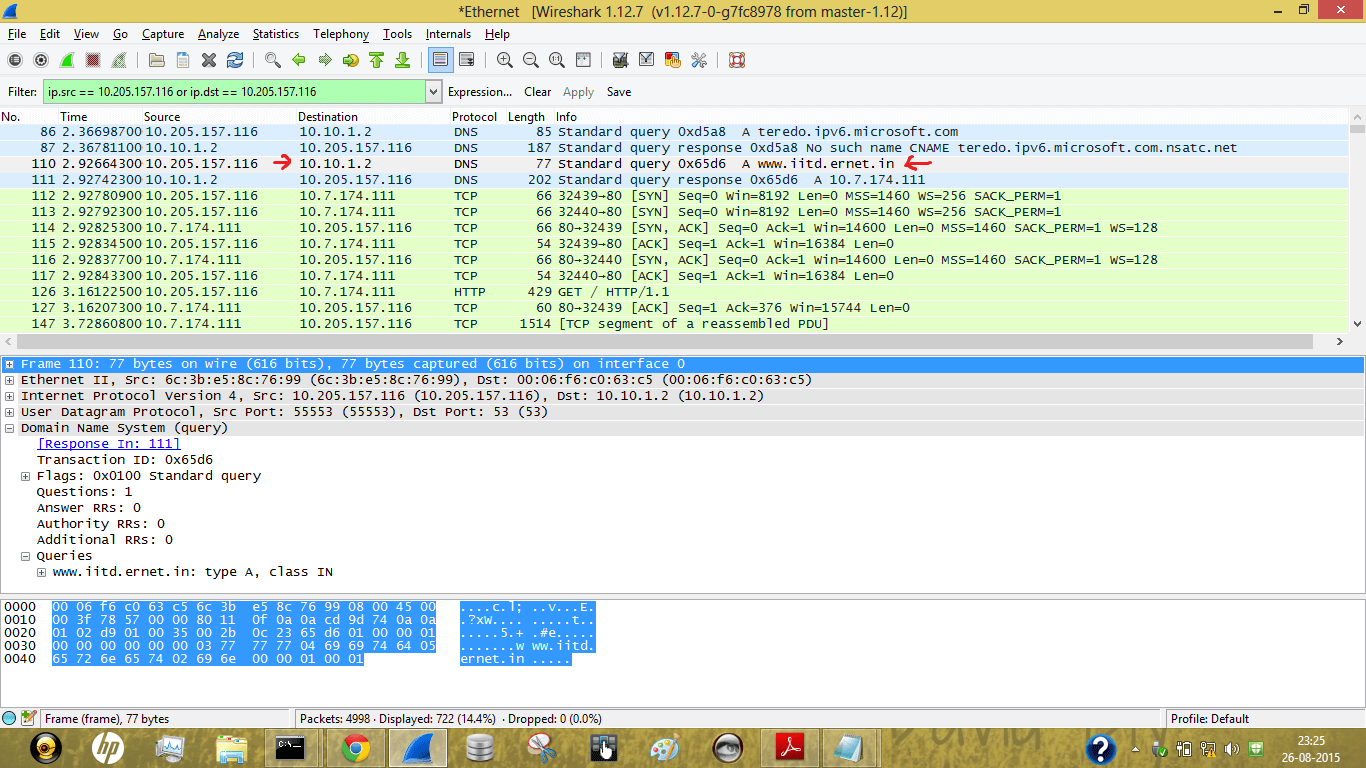 *Ethernet [Wireshark 1.12.7 (v1.12.7-0-g7fc8978 from master-1.12)]
File Edit View Go Capture Analyze Statistics Telephony Tools Internals Help
Filter: ip.src == 10.205.157.116 or ip.dst == 10.205.157.116 Expression... Clear Apply Save
No. Time Source Destination Protocol Length Info
86 2.36698700 10.205.157.116 10.10.1.2 DNS 85 Standard query 0xd5a8 A teredo.ipv6.microsoft.com
87 2.36781100 10.10.1.2 10.205.157.116 DNS 187 Standard query response 0xd5a8 No such name CNAME teredo.ipv6.microsoft.com.nsatc.net
110 2.92664300 10.205.157.116 10.10.1.2 DNS 77 Standard query 0x65d6 A www.iitd.ernet.in
111 2.92742300 10.10.1.2 10.205.157.116 DNS 202 Standard query response 0x65d6 A 10.7.174.111
112 2.92780900 10.205.157.116 10.7.174.111 TCP 66 32439→80 [SYN] Seq=0 Win=8192 Len=0 MSS=1460 WS=256 SACK_PERM=1
113 2.92792300 10.205.157.116 10.7.174.111 TCP 66 32440→80 [SYN] Seq=0 Win=8192 Len=0 MSS=1460 WS=256 SACK_PERM=1
114 2.92825300 10.7.174.111 10.205.157.116 TCP 66 80→32439 [SYN, ACK] Seq=0 Ack=1 Win=14600 Len=0 MSS=1460 SACK_PERM=1 WS=128
115 2.92834500 10.205.157.116 10.7.174.111 TCP 54 32439→80 [ACK] Seq=1 Ack=1 Win=16384 Len=0
116 2.92837700 10.7.174.111 10.205.157.116 TCP 66 80→32440 [SYN, ACK] Seq=0 Ack=1 Win=14600 Len=0 MSS=1460 SACK_PERM=1 WS=128
117 2.92843300 10.205.157.116 10.7.174.111 TCP 54 32440→80 [ACK] Seq=1 Ack=1 Win=16384 Len=0
126 3.16122500 10.205.157.116 10.7.174.111 HTTP 429 GET / HTTP/1.1
127 3.16207300 10.7.174.111 10.205.157.116 TCP 60 80→32439 [ACK] Seq=1 Ack=376 Win=15744 Len=0
147 3.72860800 10.7.174.111 10.205.157.116 TCP 1514 [TCP segment of a reassembled PDU]
Frame 110: 77 bytes on wire (616 bits), 77 bytes captured (616 bits) on interface 0
Ethernet II, Src: 6c:3b:e5:8c:76:99 (6c:3b:e5:8c:76:99), Dst: 00:06:f6:c0:63:c5 (00:06:f6:c0:63:c5)
Internet Protocol Version 4, Src: 10.205.157.116 (10.205.157.116), Dst: 10.10.1.2 (10.10.1.2)
User Datagram Protocol, Src Port: 55553 (55553), Dst Port: 53 (53)
Domain Name System (query)
[Response In: 111]
Transaction ID: 0x65d6
Flags: 0x0100 Standard query
Questions: 1
Answer RRs: 0
Authority RRs: 0
Additional RRs: 0
Queries
www.iitd.ernet.in: type A, class IN
0000 00 06 f6 c0 63 c5 6c 3b e5 8c 76 99 08 00 45 00 ....c.l; ..v...E.
0010 00 3f 78 57 00 00 80 11 0f 0a 0a cd 9d 74 0a 0a .?xW.... .....t..
0020 01 02 d9 01 00 35 00 2b 0c 23 65 d6 01 00 00 01 .....5.+ .#e.....
0030 00 00 00 00 00 00 03 77 77 77 04 69 69 74 64 05 .......w ww.iitd.
0040 65 72 6e 65 74 02 69 6e 00 00 01 00 01 ernet.in .....
Frame (frame), 77 bytes Packets: 4998 · Displayed: 722 (14.4%) · Dropped: 0 (0.0%) Profile: Default
23:25
26-08-2015